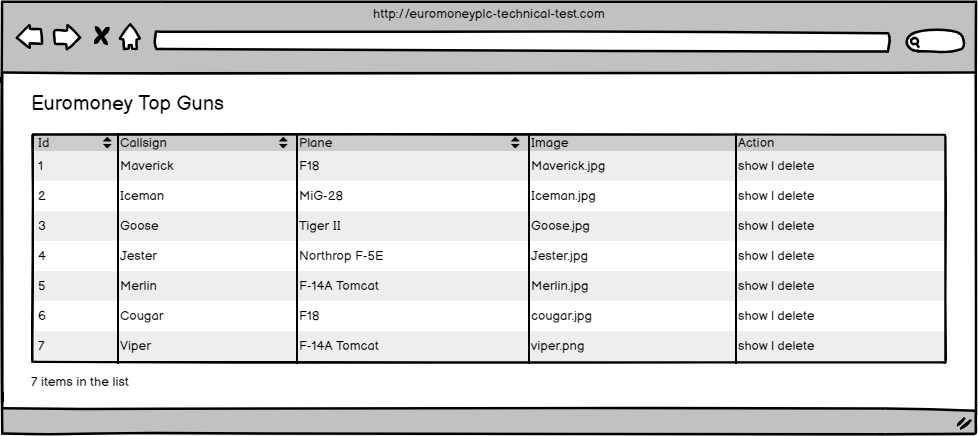 http://euromoneyplc-technical-test.com
Euromoney Top Guns
Id Callsign Plane Image Action
1 Maverick F18 Maverick.jpg show | delete
2 Iceman MiG-28 Iceman.jpg show | delete
3 Goose Tiger II Goose.jpg show | delete
4 Jester Northrop F-5E Jester.jpg show | delete
5 Merlin F-14A Tomcat Merlin.jpg show | delete
6 Cougar F18 cougar.jpg show | delete
7 Viper F-14A Tomcat viper.png show | delete
7 items in the list